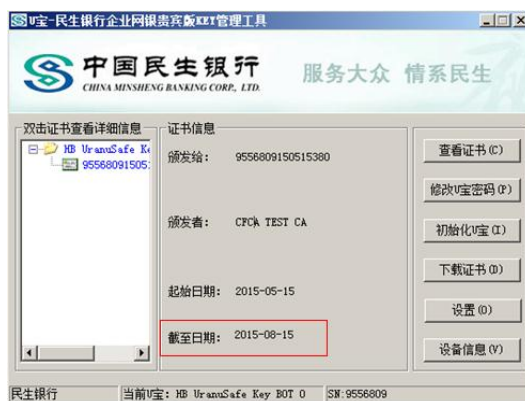 U宝-民生银行企业网银贵宾版KEY管理工具
中国民生银行
CHINA MINSHENG BANKING CORP., LTD.
服务大众 情系民生
双击证书查看详细信息
HB UranuSafe Ke
95568091505
证书信息
颁发给: 9556809150515380
颁发者: CFCA TEST CA
起始日期: 2015-05-15
截至日期: 2015-08-15
查看证书(C)
修改U宝密码(P)
初始化U宝(I)
下载证书(D)
设置(O)
设备信息(V)
民生银行
当前U宝: HB UranuSafe Key BOT 0
SN:9556809